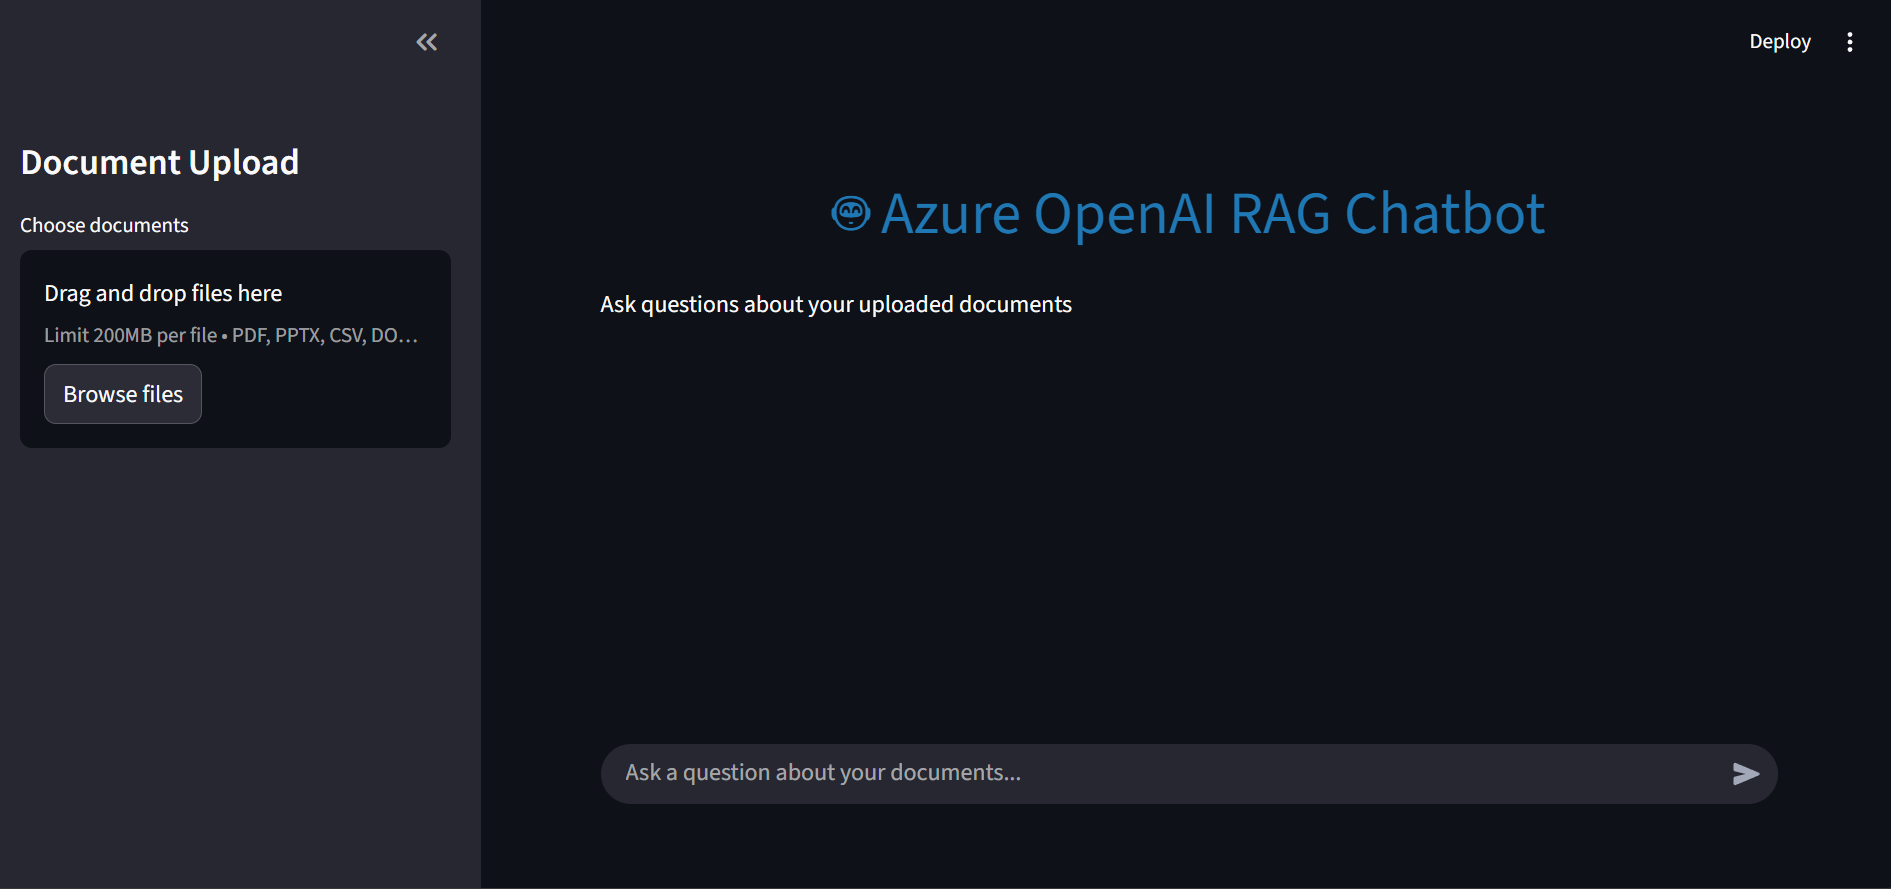 Deploy
Document Upload
Choose documents
Drag and drop files here
Limit 200MB per file • PDF, PPTX, CSV, DO...
Browse files
Azure OpenAI RAG Chatbot
Ask questions about your uploaded documents
Ask a question about your documents...